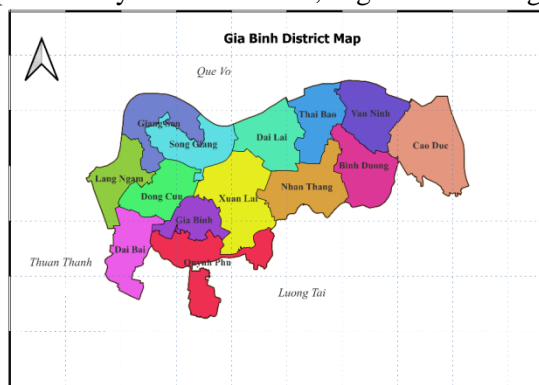 Gia Binh District Map
Que Vo
Giang Son
Song Giang
Dai Lai
Thai Bao
Van Ninh
Cao Duc
Binh Duong
Lang Ngam
Dong Cuu
Xuan Lai
Nhan Thang
Gia Binh
Dai Bai
Quynh Phu
Thuan Thanh
Luong Tai